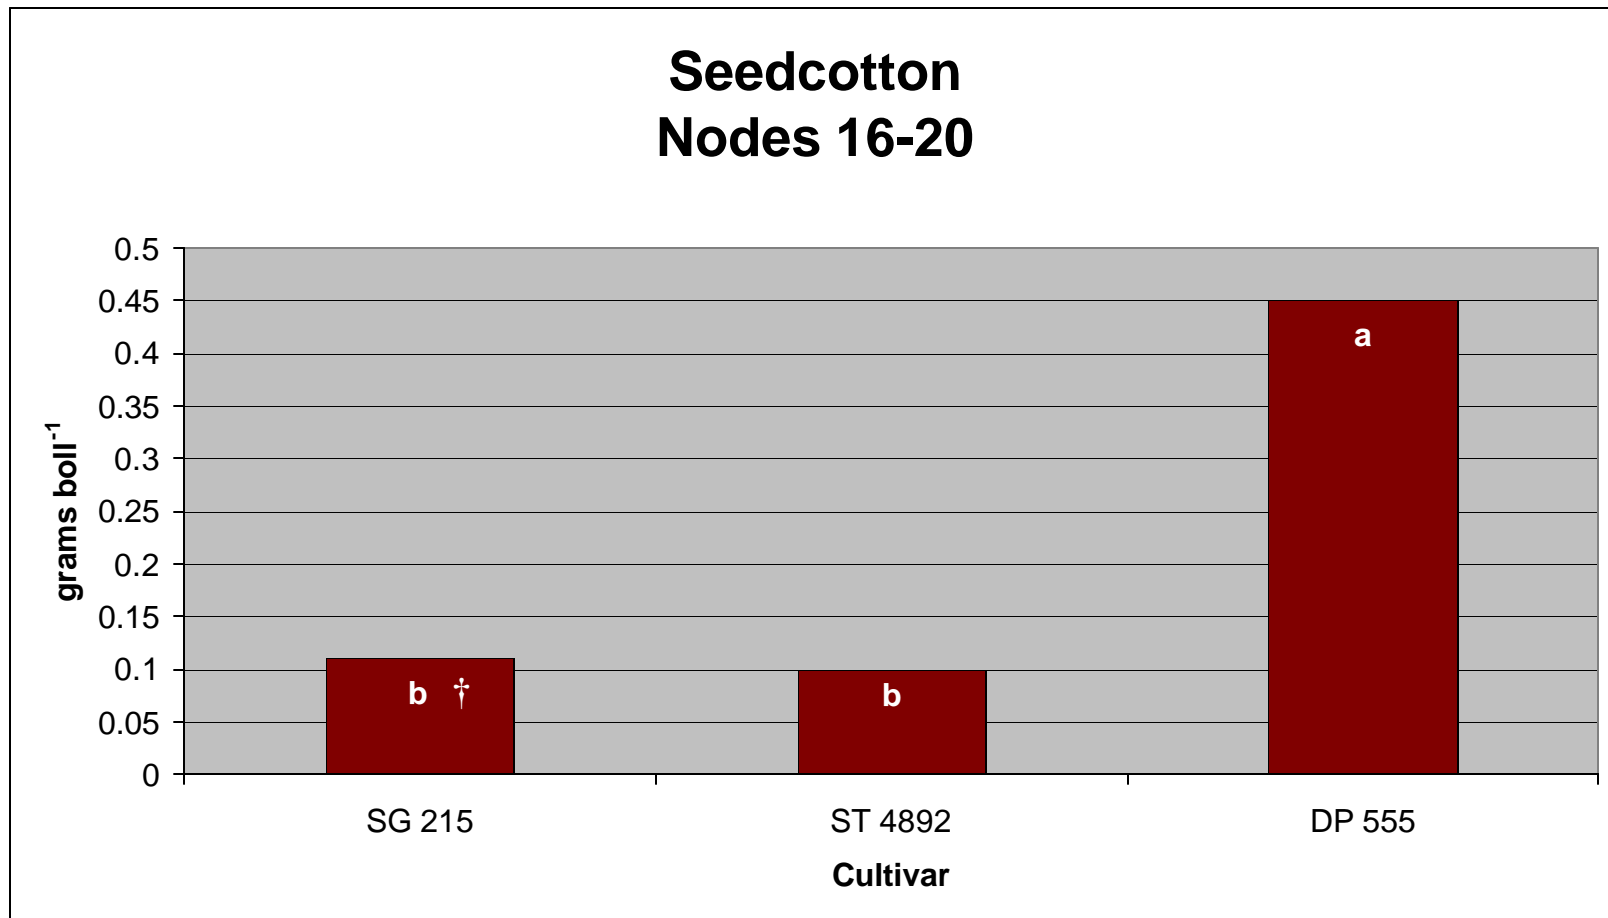 Seedcotton
Nodes 16-20
0.5
0.45
0.4
0.35
0.3
0.25
0.2
0.15
0.1
0.05
0
grams boll⁻¹
b †
b
a
SG 215
ST 4892
DP 555
Cultivar